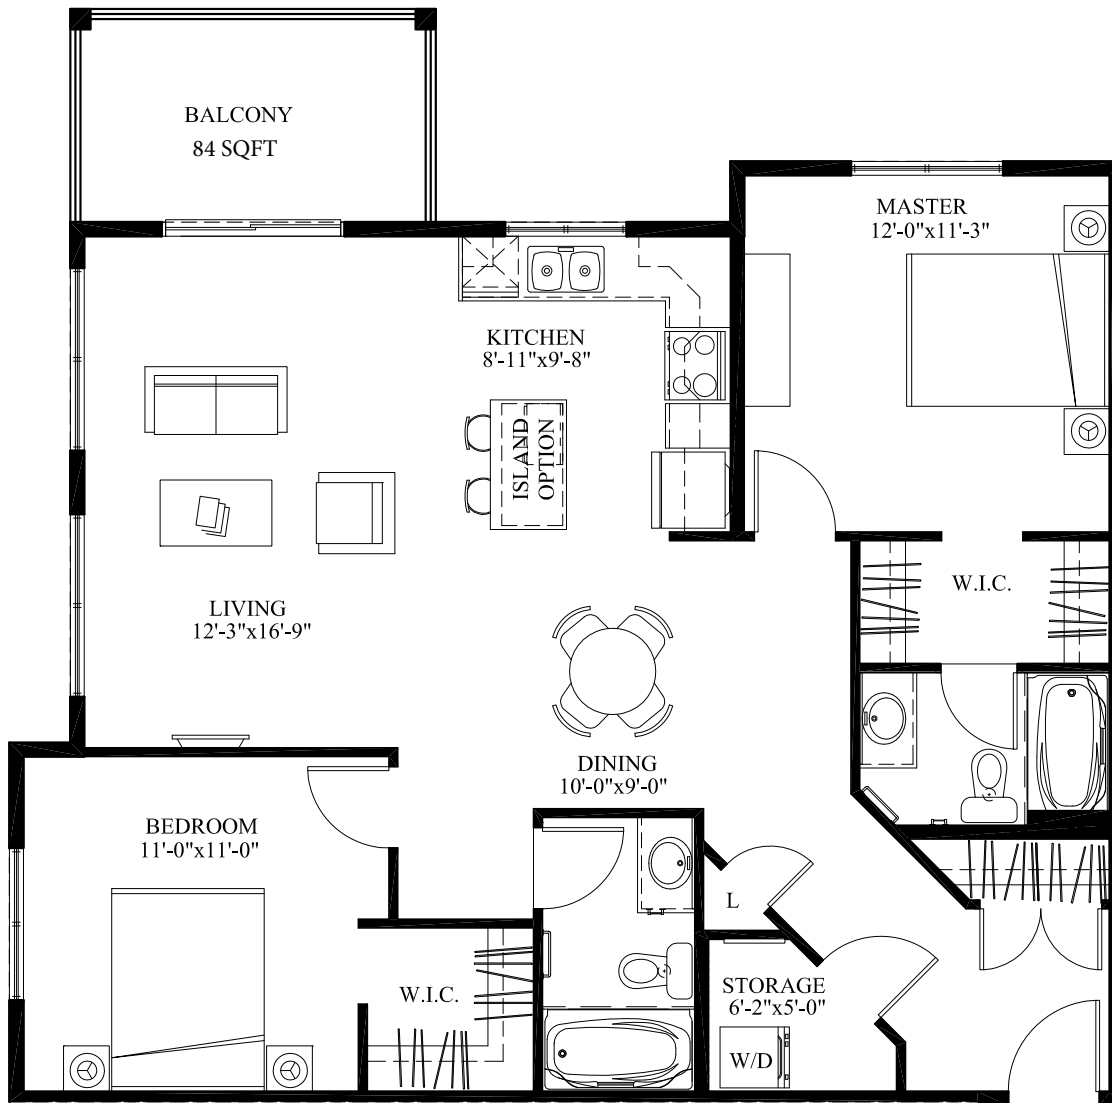 BALCONY
84 SQFT
MASTER
12'-0"x11'-3"
KITCHEN
8'-11"x9'-8"
ISLAND
OPTION
W.I.C.
LIVING
12'-3"x16'-9"
DINING
10'-0"x9'-0"
BEDROOM
11'-0"x11'-0"
L
W.I.C.
STORAGE
6'-2"x5'-0"
W/D